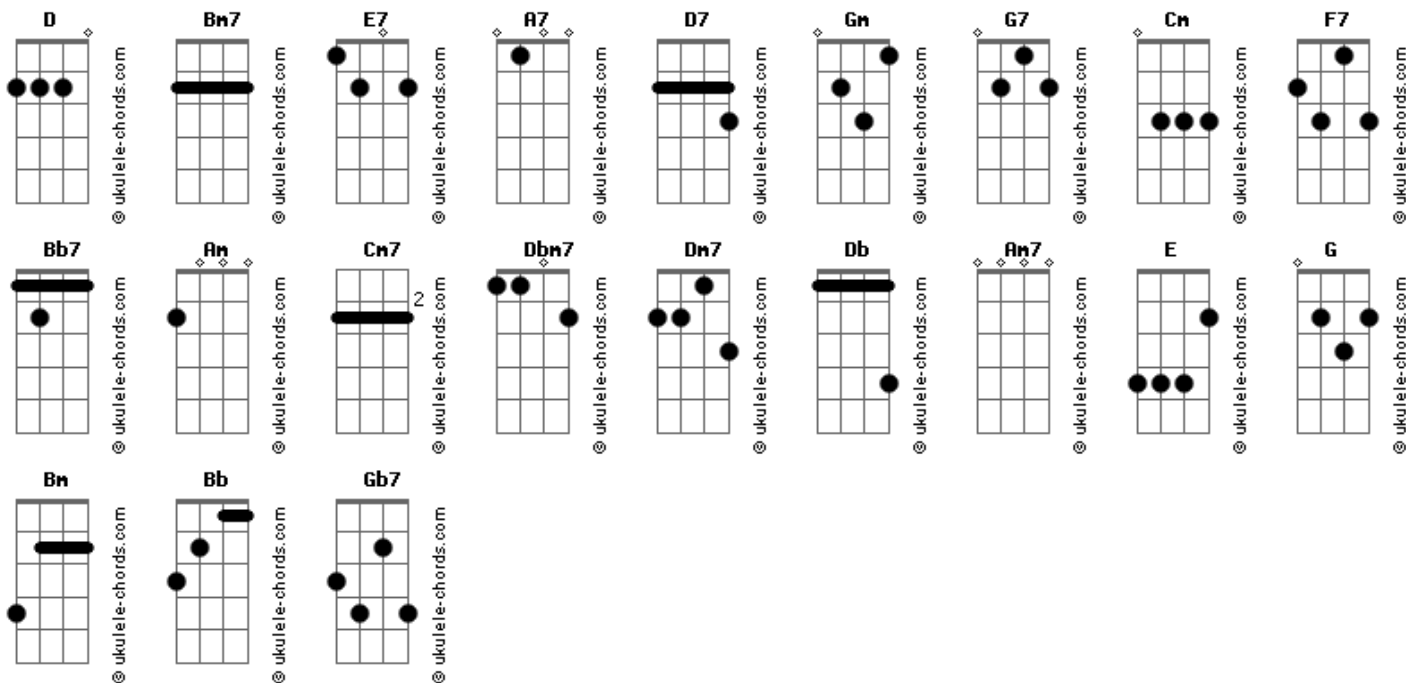 D Bm7 E7 A7 D7 Gm G7 Cm F7
© ukulele-chords.com © ukulele-chords.com © ukulele-chords.com © ukulele-chords.com © ukulele-chords.com © ukulele-chords.com © ukulele-chords.com © ukulele-chords.com © ukulele-chords.com
Bb7 Am Cm7 Dbm7 Dm7 Db Am7 E G
2
© ukulele-chords.com © ukulele-chords.com © ukulele-chords.com © ukulele-chords.com © ukulele-chords.com © ukulele-chords.com © ukulele-chords.com © ukulele-chords.com © ukulele-chords.com
Bm Bb Gb7
© ukulele-chords.com © ukulele-chords.com © ukulele-chords.com